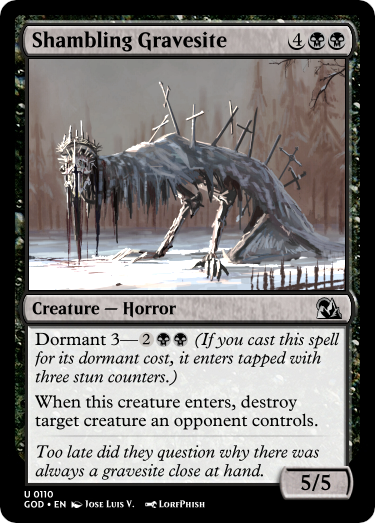 Shambling Gravesite 4
Creature — Horror
Dormant 3—2 (If you cast this spell
for its dormant cost, it enters tapped with
three stun counters.)
When this creature enters, destroy
target creature an opponent controls.
Too late did they question why there was
always a gravesite close at hand.
5/5
U 0110
GOD • EN Jose Luis V. LorfPhish